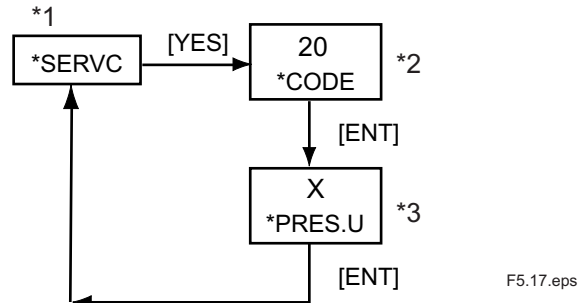 *1
*SERVC
[YES]
20
*CODE
*2
[ENT]
X
*PRES.U
*3
[ENT]
F5.17.eps